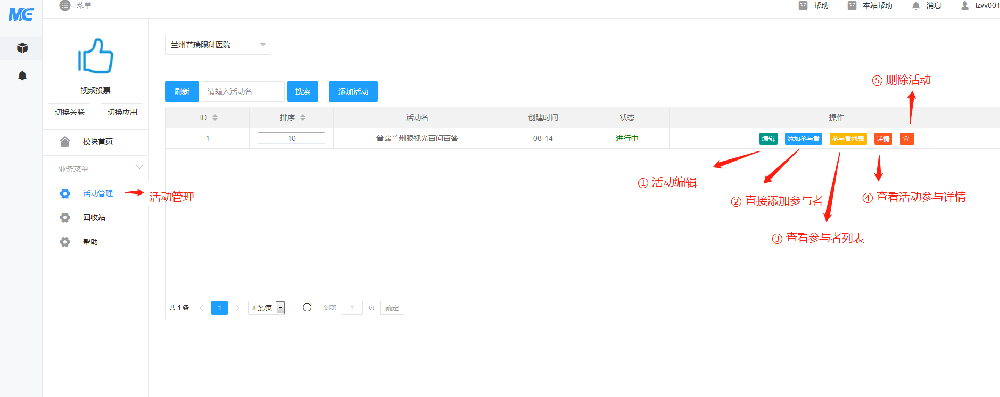 ME
菜单
帮助
本站帮助
消息
lzvv001
视频投票
切换关联
切换应用
模块首页
业务菜单
活动管理
回收站
帮助
活动管理
兰州普瑞眼科医院
刷新
请输入活动名
搜索
添加活动
ID
排序
活动名
创建时间
状态
操作
1
10
普瑞兰州眼视光百问百答
08-14
进行中
编辑
添加参与者
参与者列表
详情
⑤ 删除活动
① 活动编辑
② 直接添加参与者
③ 查看参与者列表
④ 查看活动参与详情
共 1 条
1
8 条/页
到第
1
页
确定